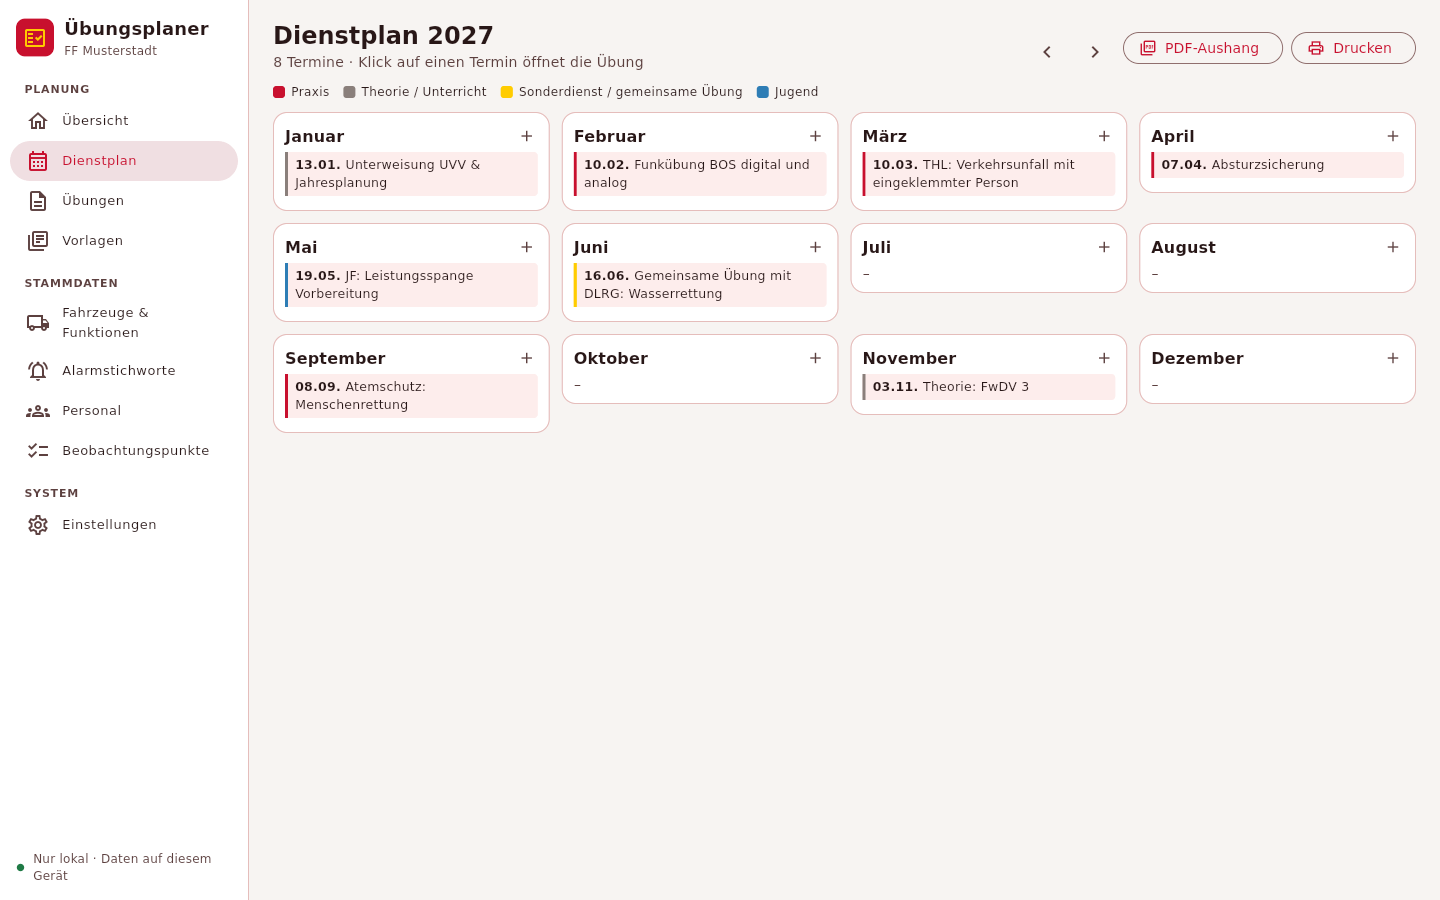 Übungsplaner
FF Musterstadt
PLANUNG
Übersicht
Dienstplan
Übungen
Vorlagen
STAMMDATEN
Fahrzeuge &
Funktionen
Alarmstichworte
Personal
Beobachtungspunkte
SYSTEM
Einstellungen
Nur lokal · Daten auf diesem
Gerät
Dienstplan 2027
8 Termine · Klick auf einen Termin öffnet die Übung
PDF-Aushang
Drucken
Praxis
Theorie / Unterricht
Sonderdienst / gemeinsame Übung
Jugend
Januar
13.01. Unterweisung UVV &
Jahresplanung
Februar
10.02. Funkübung BOS digital und
analog
März
10.03. THL: Verkehrsunfall mit
eingeklemmter Person
April
07.04. Absturzsicherung
Mai
19.05. JF: Leistungsspange
Vorbereitung
Juni
16.06. Gemeinsame Übung mit
DLRG: Wasserrettung
Juli
–
August
–
September
08.09. Atemschutz:
Menschenrettung
Oktober
–
November
03.11. Theorie: FwDV 3
Dezember
–